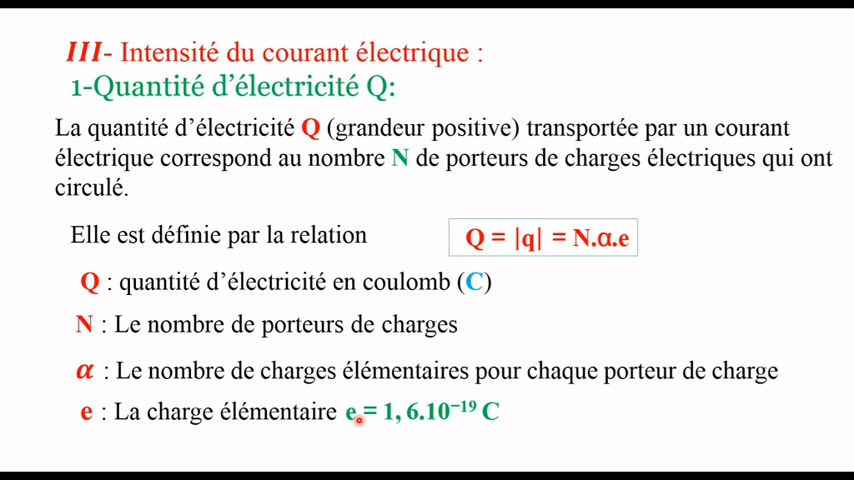 III- Intensité du courant électrique :
1-Quantité d'électricité Q:
La quantité d'électricité Q (grandeur positive) transportée par un courant
électrique correspond au nombre N de porteurs de charges électriques qui ont
circulé.
Elle est définie par la relation Q = |q| = N.α.e
Q : quantité d'électricité en coulomb (C)
N : Le nombre de porteurs de charges
α : Le nombre de charges élémentaires pour chaque porteur de charge
e : La charge élémentaire e = 1, 6.10⁻¹⁹ C